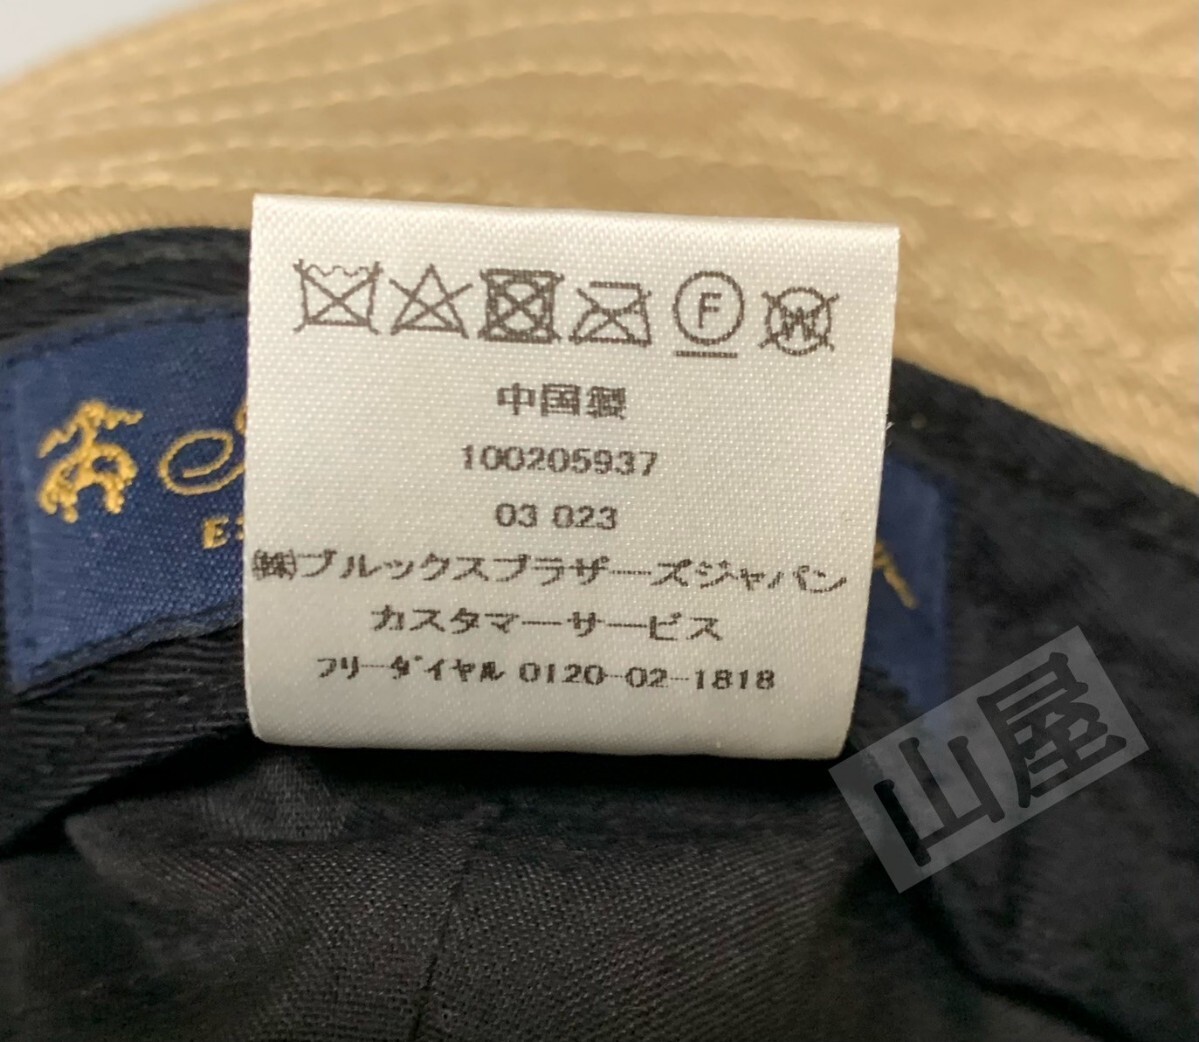 中国製
100205937
03 023
㈱ブルックスブラザーズジャパン
カスタマーサービス
フリーダイヤル 0120-02-1818
山屋